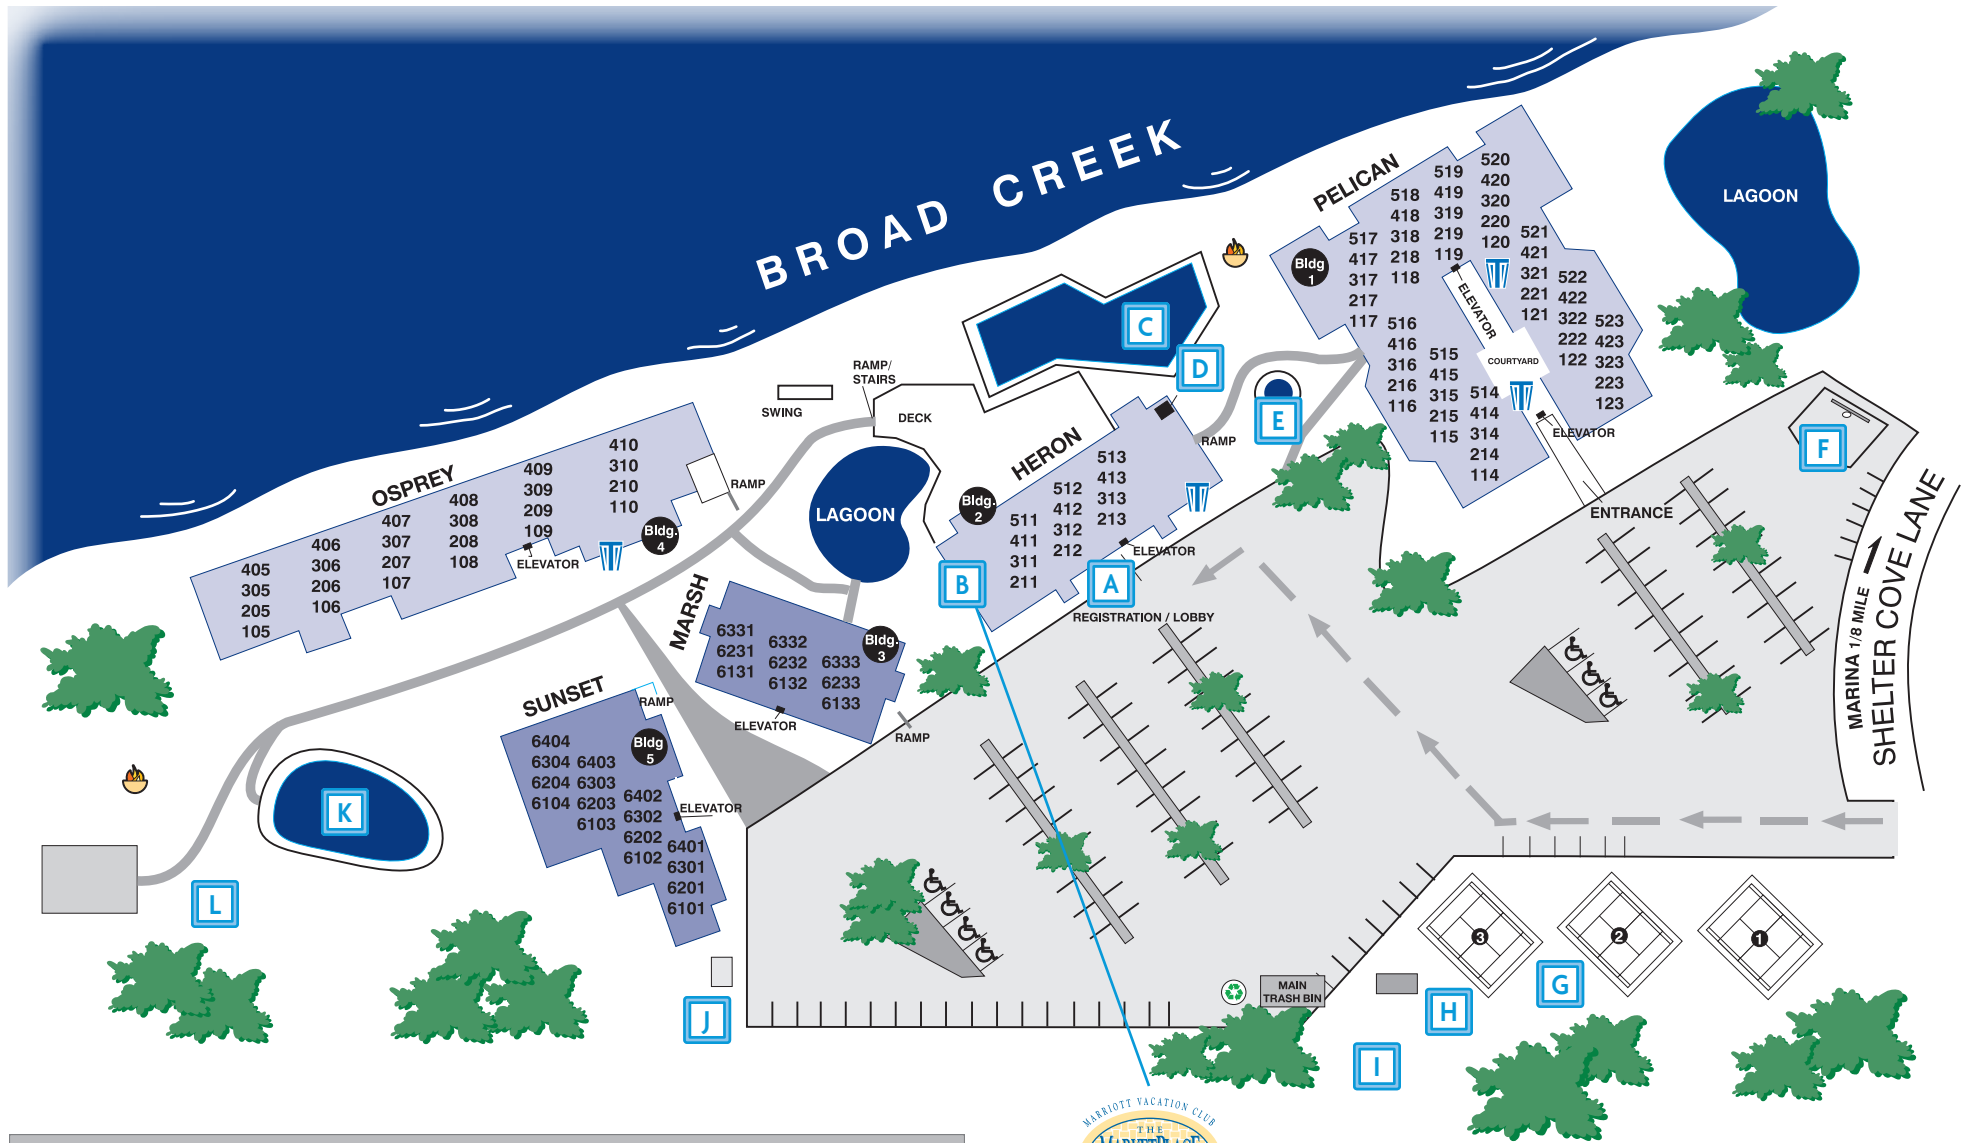 BROAD CREEK
PELICAN
Bldg
1
520
420
320
220
120
519
419
319
219
119
518
418
318
218
118
517
417
317
217
117
521
421
321
221
121
522
422
322
222
122
523
423
323
223
123
516
416
316
216
116
515
415
315
215
115
514
414
314
214
114
ELEVATOR
COURTYARD
ELEVATOR
ENTRANCE
LAGOON
C
D
E
F
RAMP
RAMP/
STAIRS
SWING
DECK
HERON
Bldg.
2
513
413
313
213
512
412
312
212
511
411
311
211
ELEVATOR
B
A
REGISTRATION / LOBBY
LAGOON
OSPREY
410
310
210
110
409
309
209
109
408
308
208
108
407
307
207
107
406
306
206
106
405
305
205
105
ELEVATOR
Bldg.
4
RAMP
MARSH
Bldg.
3
6331
6231
6131
6332
6232
6132
6333
6233
6133
ELEVATOR
RAMP
SUNSET
RAMP
Bldg
5
6404
6304
6204
6104
6403
6303
6203
6103
6402
6302
6202
6102
6401
6301
6201
6101
ELEVATOR
K
L
J
MARINA 1/8 MILE
SHELTER COVE LANE
3
2
1
G
H
I
MAIN
TRASH BIN
MARRIOTT VACATION CLUB
THE
MARKETPLACE